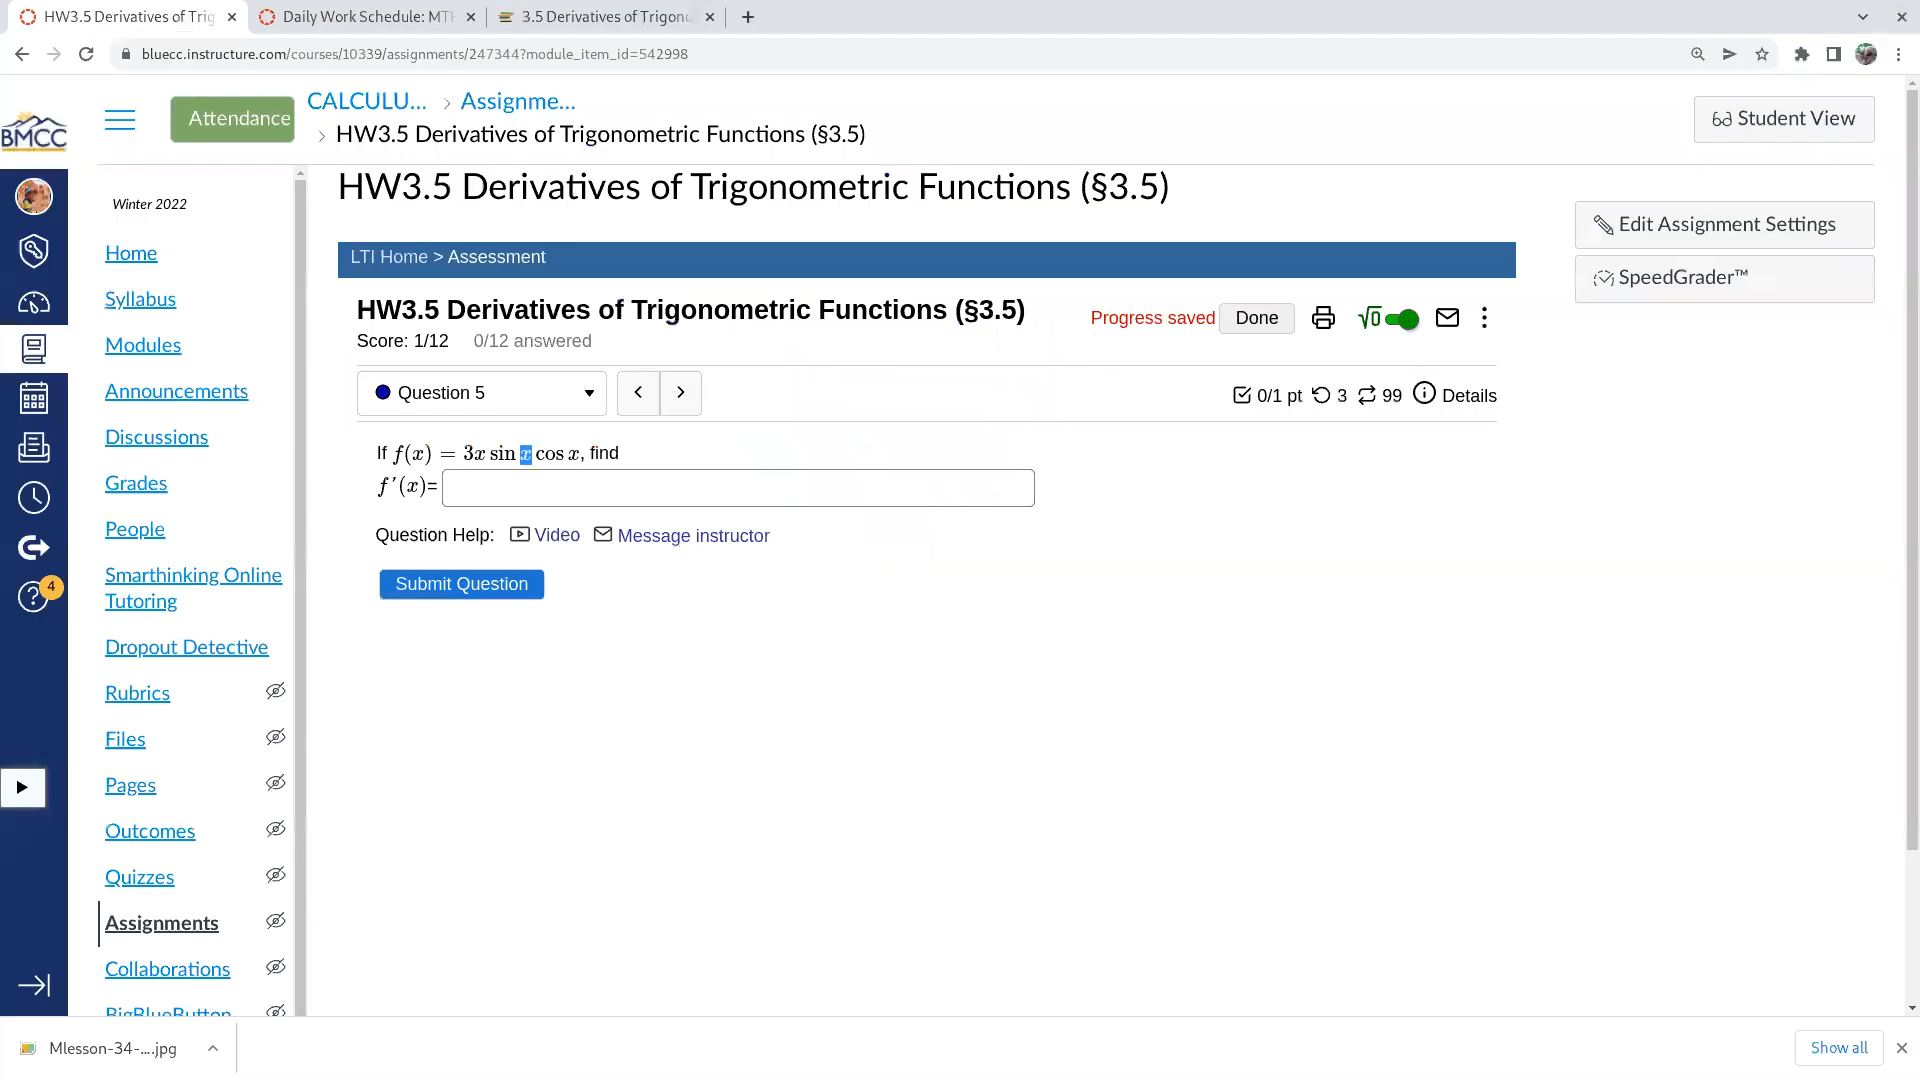 HW3.5 Derivatives of Trig
Daily Work Schedule: MTH
3.5 Derivatives of Trigono
bluecc.instructure.com/courses/10339/assignments/247344?module_item_id=542998
BMCC
Attendance
CALCULU... › Assignme...
› HW3.5 Derivatives of Trigonometric Functions (§3.5)
Student View
Winter 2022
Home
Syllabus
Modules
Announcements
Discussions
Grades
People
Smarthinking Online
Tutoring
Dropout Detective
Rubrics
Files
Pages
Outcomes
Quizzes
Assignments
Collaborations
BigBlueButton
4
HW3.5 Derivatives of Trigonometric Functions (§3.5)
Edit Assignment Settings
SpeedGrader™
LTI Home > Assessment
HW3.5 Derivatives of Trigonometric Functions (§3.5)
Score: 1/12 0/12 answered
Progress saved Done √0
Question 5 < >
0/1 pt 3 99 Details
If f(x) = 3x sin x cos x, find
f′(x)=
Question Help: Video Message instructor
Submit Question
Mlesson-34-....jpg
Show all